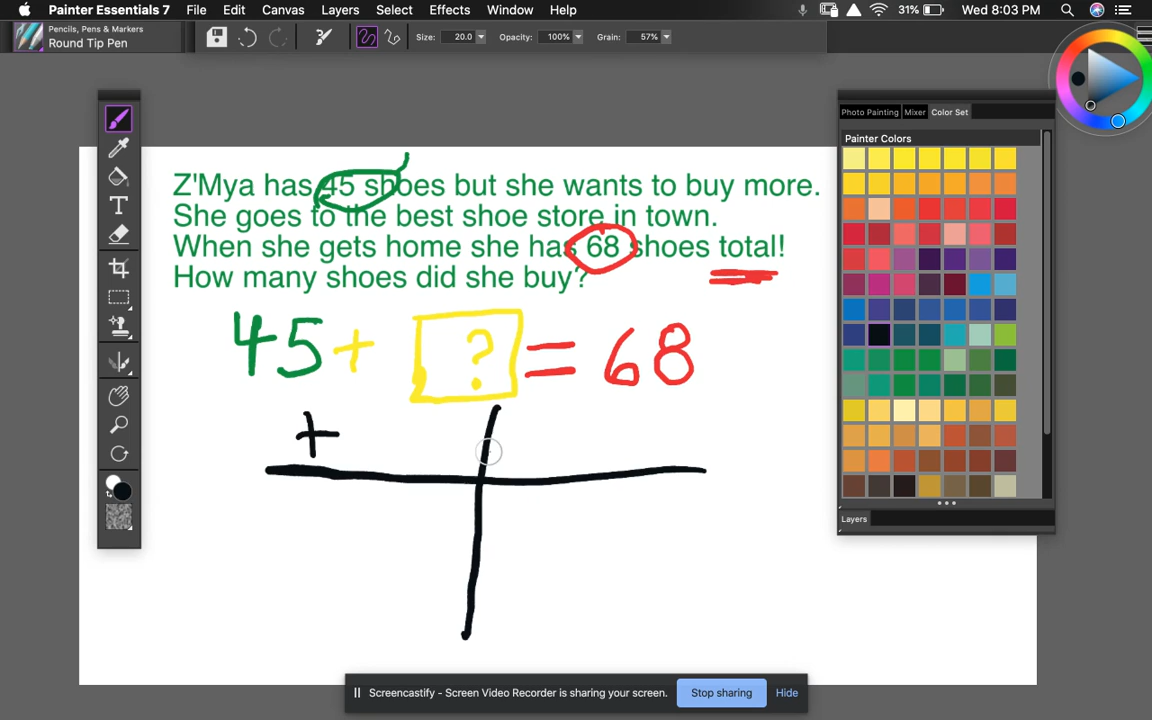 Painter Essentials 7 File Edit Canvas Layers Select Effects Window Help 31% Wed 8:03 PM
Pencils, Pens & Markers
Round Tip Pen
Size: 20.0 Opacity: 100% Grain: 57%
Photo Painting Mixer Color Set
Painter Colors
Z'Mya has 45 shoes but she wants to buy more.
She goes to the best shoe store in town.
When she gets home she has 68 shoes total!
How many shoes did she buy?
45 + ? = 68
+
Layers
Screencastify - Screen Video Recorder is sharing your screen. Stop sharing Hide